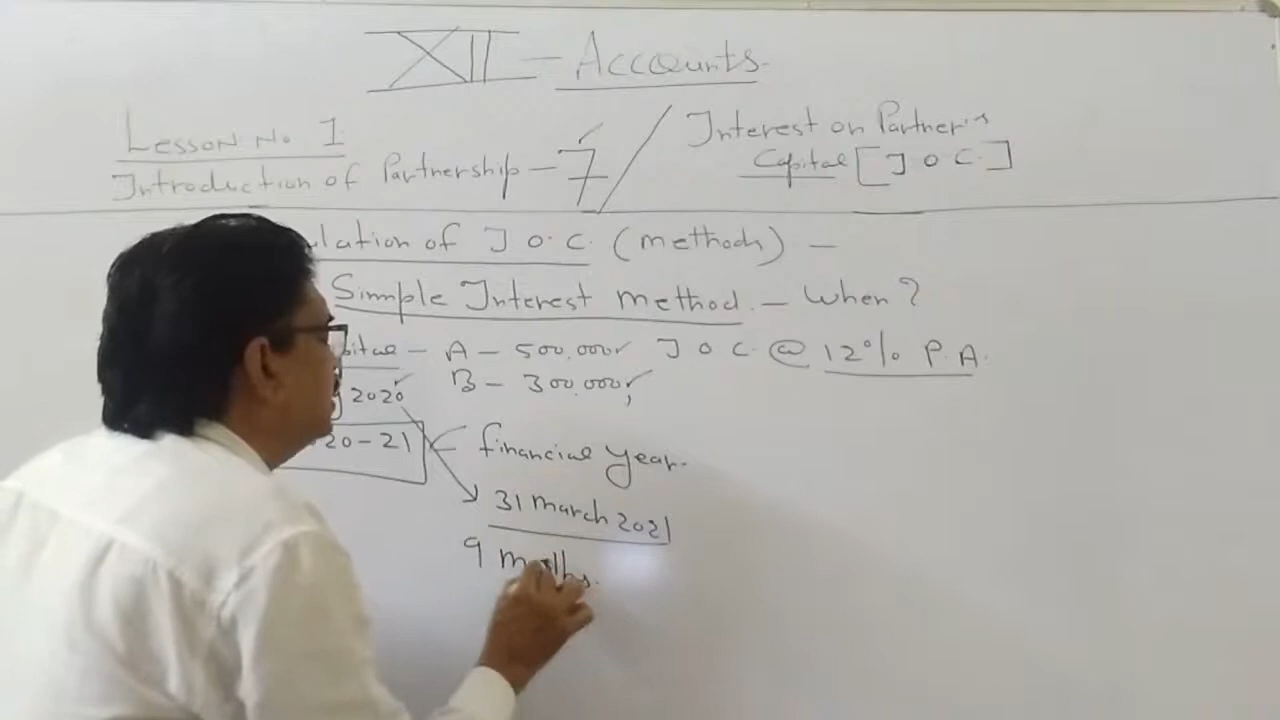 XII - Accounts.
Lesson No. 1
Introduction of Partnership - 7 / Interest on Partner's
Capital [I O C.]
ulation of I.O.C. (methods) -
Simple Interest method. - When?
pital - A - 500,000 I O C. @ 12% P.A.
2020 B - 300,000
20-21 financial year.
31 march 2021
9 months.